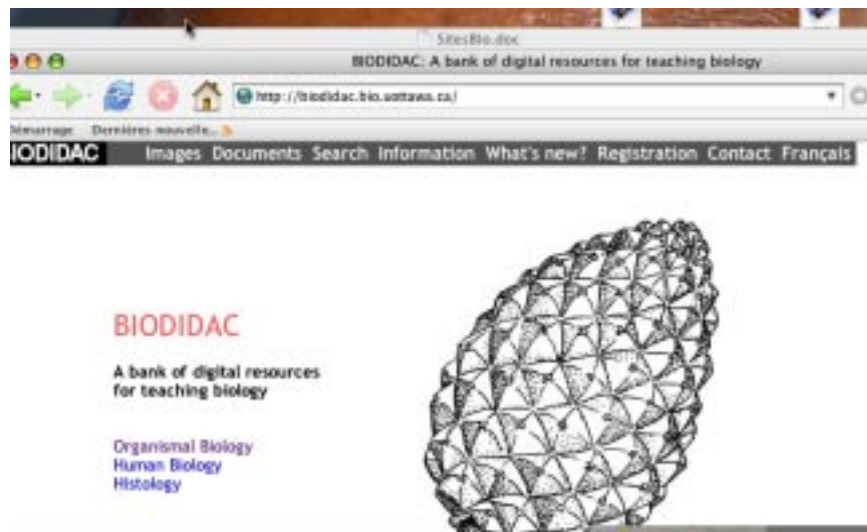 SitesBio.doc
BIODIDAC: A bank of digital resources for teaching biology
http://biodidac.bio.uottawa.ca/
Démarrage Dernières nouvelle...
BIODIDAC Images Documents Search Information What's new? Registration Contact Français
BIODIDAC
A bank of digital resources
for teaching biology
Organismal Biology
Human Biology
Histology